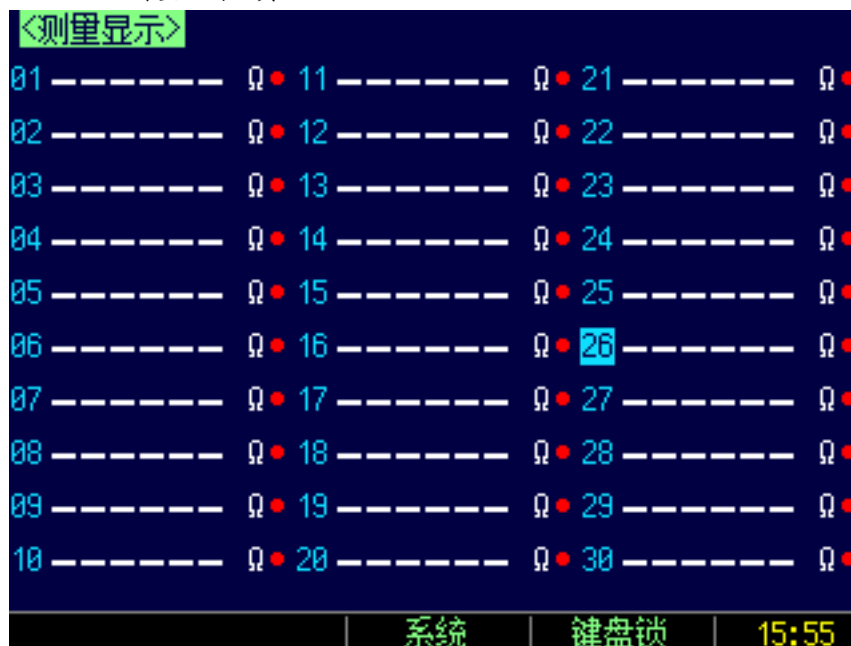 <测量显示>
01 ------ Ω 11 ------ Ω 21 ------ Ω
02 ------ Ω 12 ------ Ω 22 ------ Ω
03 ------ Ω 13 ------ Ω 23 ------ Ω
04 ------ Ω 14 ------ Ω 24 ------ Ω
05 ------ Ω 15 ------ Ω 25 ------ Ω
06 ------ Ω 16 ------ Ω 26 ------ Ω
07 ------ Ω 17 ------ Ω 27 ------ Ω
08 ------ Ω 18 ------ Ω 28 ------ Ω
09 ------ Ω 19 ------ Ω 29 ------ Ω
10 ------ Ω 20 ------ Ω 30 ------ Ω
系统 | 键盘锁 | 15:55